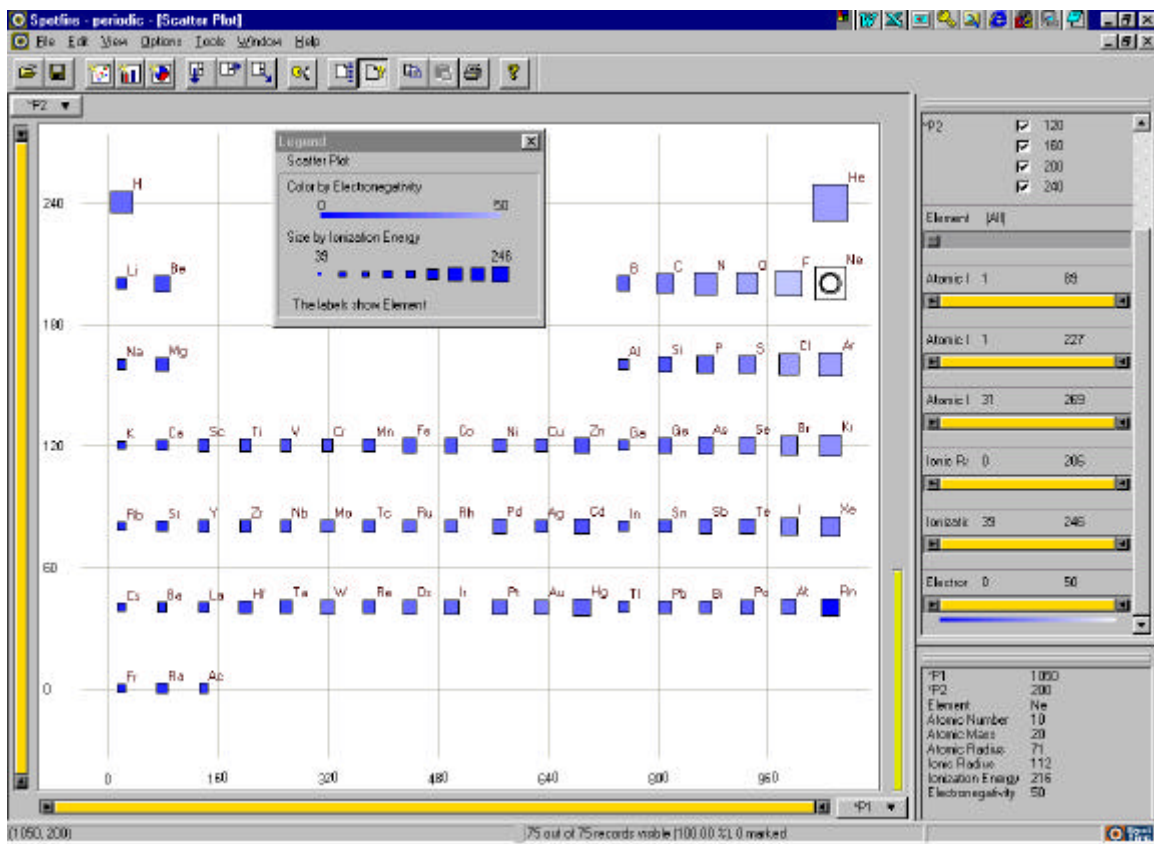 Spotfire - periodic - [Scatter Plot]
File Edit View Options Tools Window Help
*P2
Legend
Scatter Plot
Color by Electronegativity
0 50
Size by Ionization Energy
39 246
The labels show Element
H He
240
Li Be B C N O F Ne
180
Na Mg Al Si P S Cl Ar
K Ca Sc Ti V Cr Mn Fe Co Ni Cu Zn Ga Ge As Se Br Kr
120
Rb Sr Y Zr Nb Mo Tc Ru Rh Pd Ag Cd In Sn Sb Te I Xe
60
Cs Ba La Hf Ta W Re Os Ir Pt Au Hg Tl Pb Bi Po At Rn
Fr Ra Ac
0
0 160 320 480 640 800 960
*P1
*P2 120
160
200
240
Element (All)
Atomic I 1 89
Atomic I 1 227
Atomic I 31 269
Ionic Ra 0 206
Ionizatic 39 246
Electror 0 50
*P1 1050
*P2 200
Element Ne
Atomic Number 10
Atomic Mass 20
Atomic Radius 71
Ionic Radius 112
Ionization Energy 216
Electronegativity 50
(1050, 200)
75 out of 75 records visible (100.00 %), 0 marked